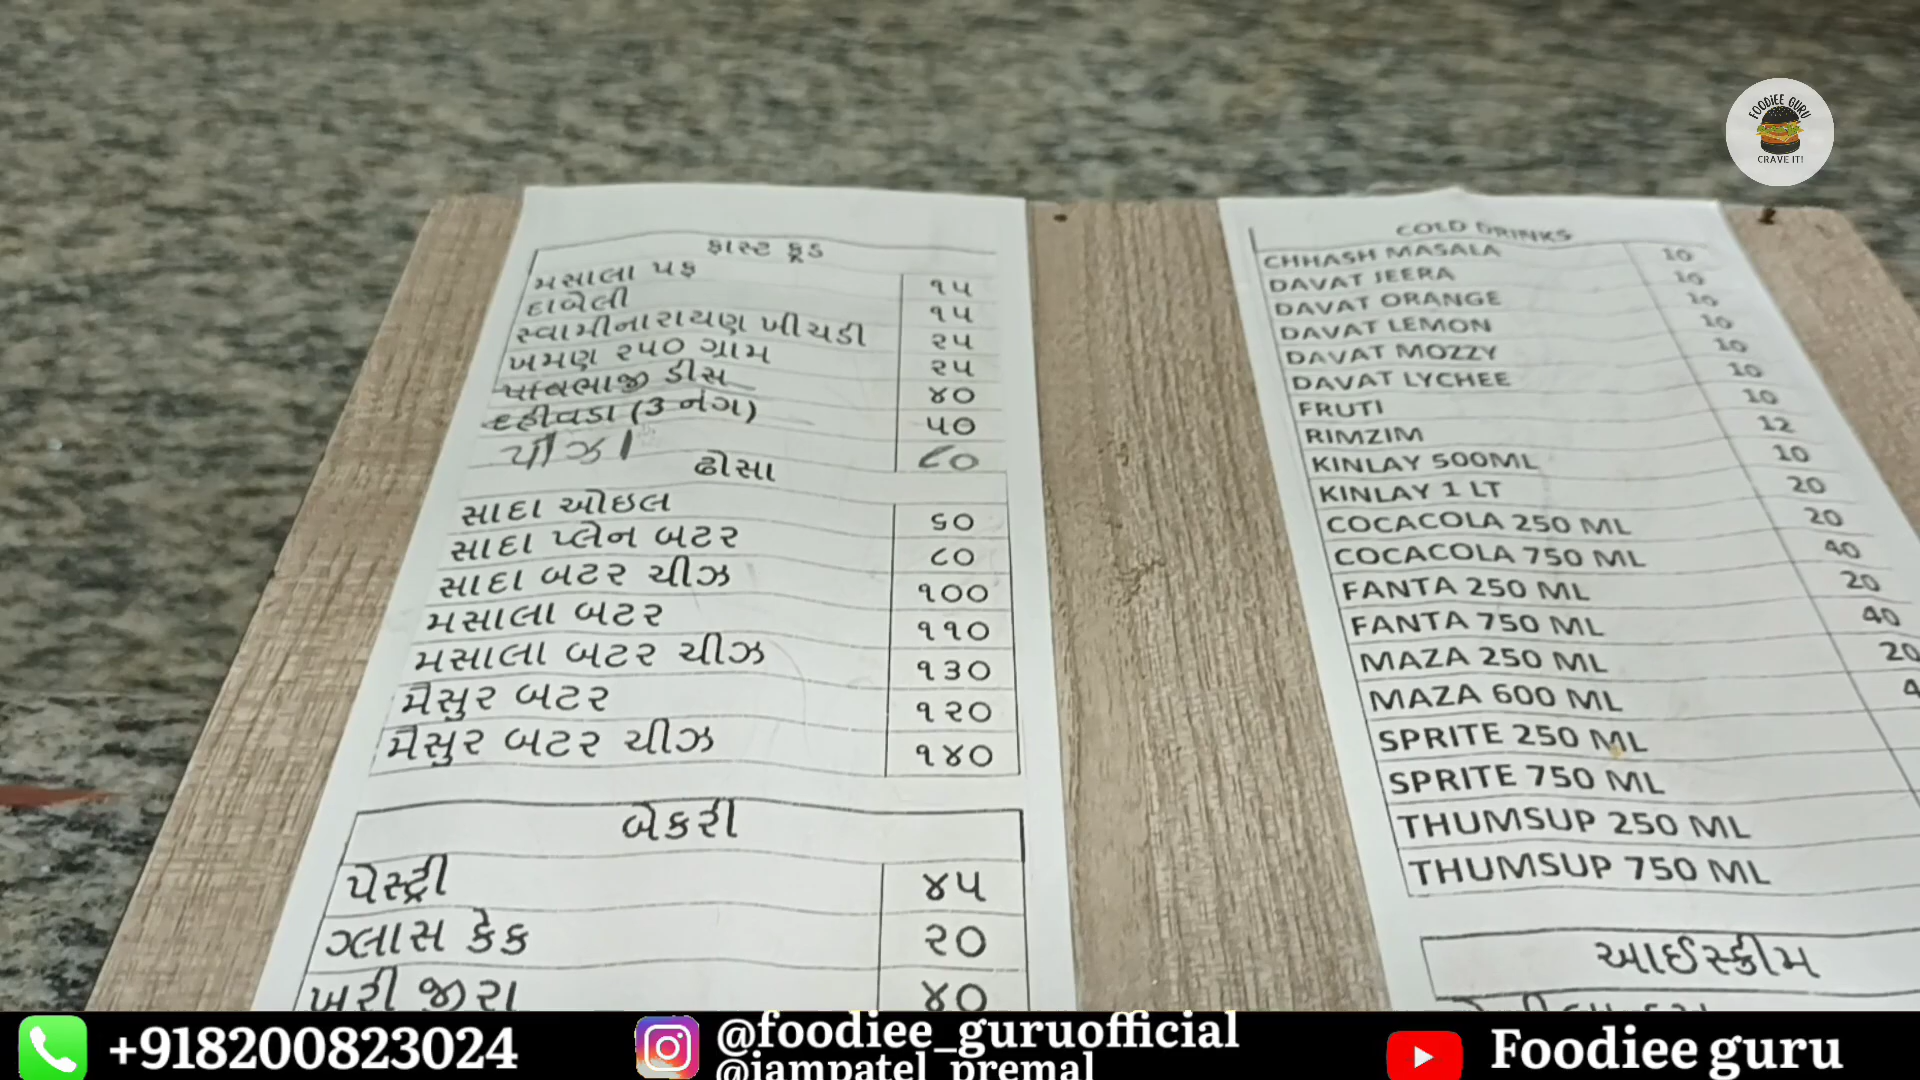 FOODIEE GURU
CRAVE IT!
ફાસ્ટ ફૂડ
મસાલા પફ ૧૫
દાબેલી ૧૫
સ્વામીનારાયણ ખીચડી ૨૫
ખમણ ૨૫૦ ગ્રામ ૨૫
પાવભાજી ડીસ ૪૦
દહીવડા (3 નંગ) ૫૦
પીઝા ૮૦
ઢોસા
સાદા ઓઇલ ૬૦
સાદા પ્લેન બટર ૮૦
સાદા બટર ચીઝ ૧૦૦
મસાલા બટર ૧૧૦
મસાલા બટર ચીઝ ૧૩૦
મૈસુર બટર ૧૨૦
મૈસુર બટર ચીઝ ૧૪૦
બેકરી
પેસ્ટ્રી ૪૫
ગ્લાસ કેક ૨૦
ખરી જીરા ૪૦
COLD DRINKS
CHHASH MASALA 10
DAVAT JEERA 10
DAVAT ORANGE 10
DAVAT LEMON 10
DAVAT MOZZY 10
DAVAT LYCHEE 10
FRUTI 10
RIMZIM 12
KINLAY 500ML 10
KINLAY 1 LT 20
COCACOLA 250 ML 20
COCACOLA 750 ML 40
FANTA 250 ML 20
FANTA 750 ML 40
MAZA 250 ML 20
MAZA 600 ML
SPRITE 250 ML
SPRITE 750 ML
THUMSUP 250 ML
THUMSUP 750 ML
આઈસ્ક્રીમ
+918200823024
@foodiee_guruofficial
@jampatel_premal
Foodiee guru